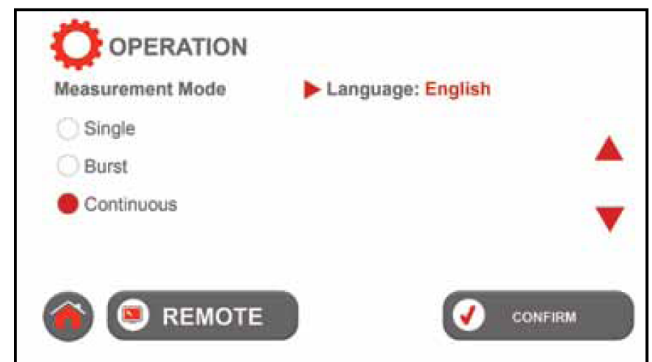 OPERATION
Measurement Mode
Language: English
Single
Burst
Continuous
REMOTE
CONFIRM